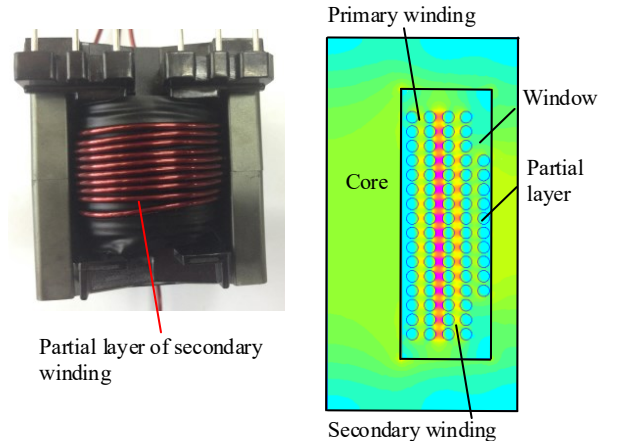 Primary winding
Window
Partial
layer
Core
Partial layer of secondary
winding
Secondary winding